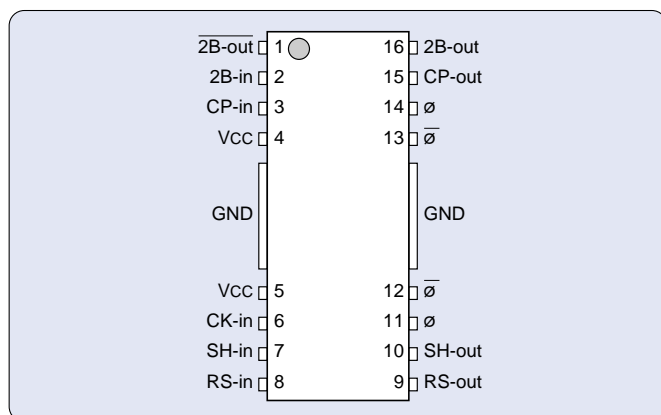 2B-out 1 16 2B-out
2B-in 2 15 CP-out
CP-in 3 14 ø
VCC 4 13 ø
GND GND
VCC 5 12 ø
CK-in 6 11 ø
SH-in 7 10 SH-out
RS-in 8 9 RS-out